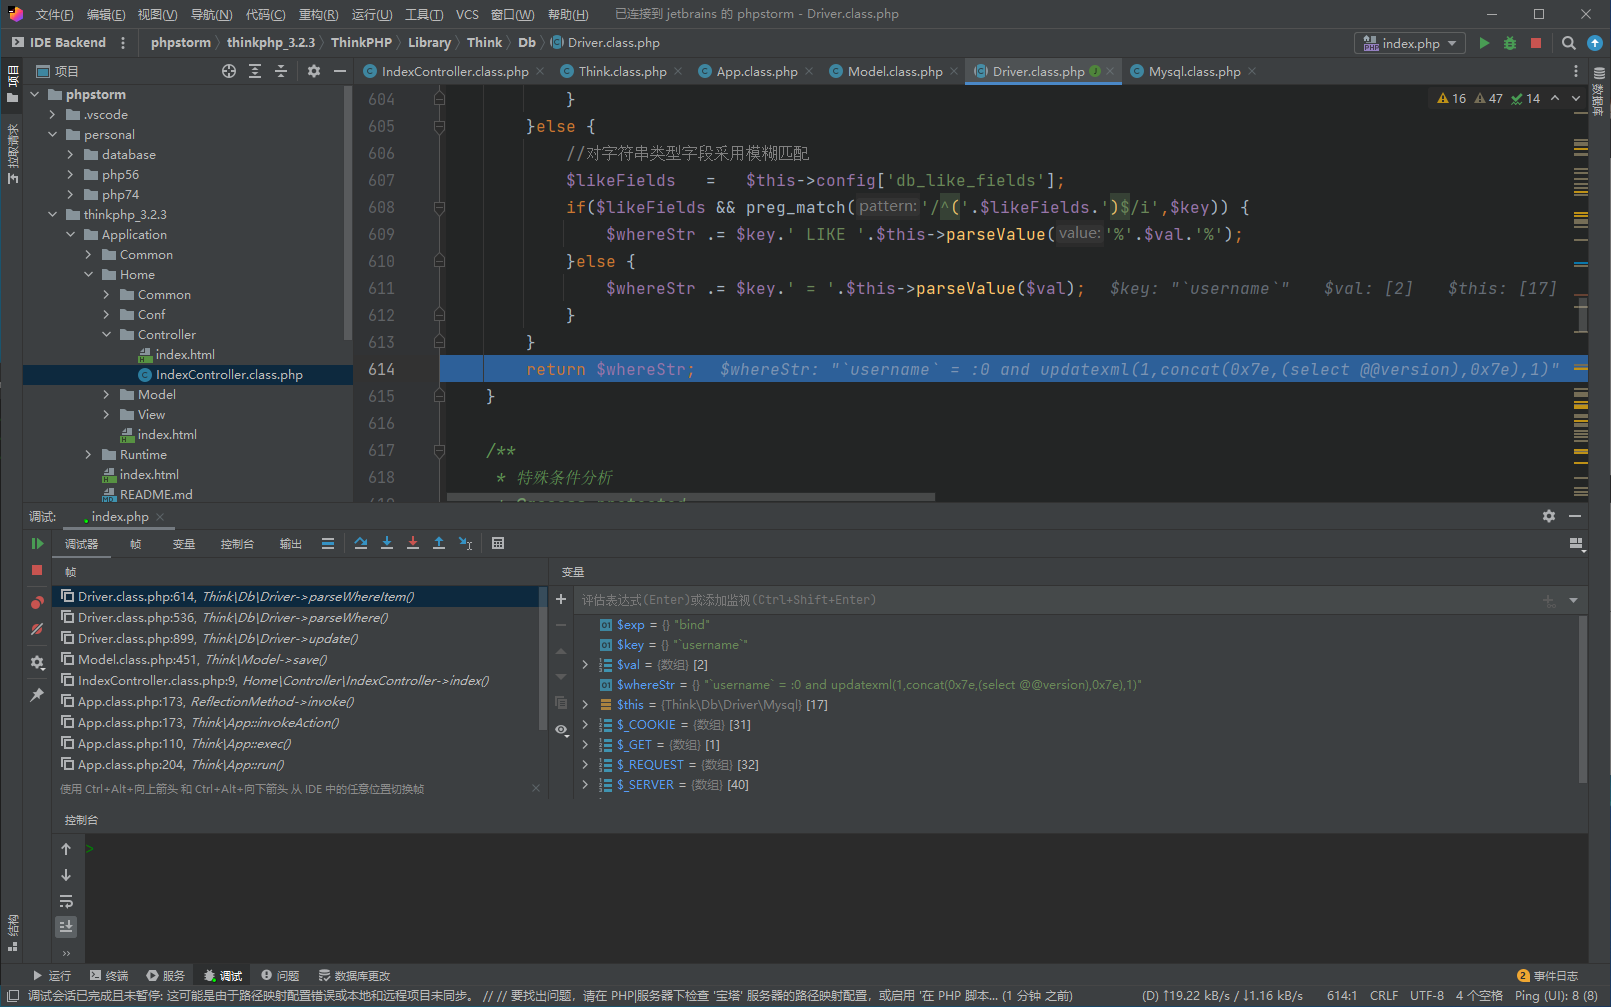 文件(F) 编辑(E) 视图(V) 导航(N) 代码(C) 重构(R) 运行(U) 工具(T) VCS 窗口(W) 帮助(H) 已连接到 jetbrains 的 phpstorm - Driver.class.php
IDE Backend phpstorm thinkphp_3.2.3 ThinkPHP Library Think Db Driver.class.php index.php
项目
IndexController.class.php Think.class.php App.class.php Model.class.php Driver.class.php Mysql.class.php
项目
拉取请求
结构
数据库
phpstorm
.vscode
personal
database
php56
php74
thinkphp_3.2.3
Application
Common
Home
Common
Conf
Controller
index.html
IndexController.class.php
Model
View
index.html
Runtime
index.html
README.md
16 47 14
604 }
605 }else {
606 //对字符串类型字段采用模糊匹配
607 $likeFields = $this->config['db_like_fields'];
608 if($likeFields && preg_match( pattern: '/^('.$likeFields.')$/i',$key)) {
609 $whereStr .= $key.' LIKE '.$this->parseValue( value: '%'.$val.'%');
610 }else {
611 $whereStr .= $key.' = '.$this->parseValue($val); $key: "`username`" $val: [2] $this: [17]
612 }
613 }
614 return $whereStr; $whereStr: "`username` = :0 and updatexml(1,concat(0x7e,(select @@version),0x7e),1)"
615 }
616
617 /**
618 * 特殊条件分析
调试: index.php
调试器 帧 变量 控制台 输出
帧
Driver.class.php:614, Think\Db\Driver->parseWhereItem()
Driver.class.php:536, Think\Db\Driver->parseWhere()
Driver.class.php:899, Think\Db\Driver->update()
Model.class.php:451, Think\Model->save()
IndexController.class.php:9, Home\Controller\IndexController->index()
App.class.php:173, ReflectionMethod->invoke()
App.class.php:173, Think\App::invokeAction()
App.class.php:110, Think\App::exec()
App.class.php:204, Think\App::run()
使用 Ctrl+Alt+向上箭头 和 Ctrl+Alt+向下箭头 从 IDE 中的任意位置切换帧
变量
评估表达式(Enter)或添加监视(Ctrl+Shift+Enter)
$exp = {} "bind"
$key = {} "`username`"
$val = {数组} [2]
$whereStr = {} "`username` = :0 and updatexml(1,concat(0x7e,(select @@version),0x7e),1)"
$this = {Think\Db\Driver\Mysql} [17]
$_COOKIE = {数组} [31]
$_GET = {数组} [1]
$_REQUEST = {数组} [32]
$_SERVER = {数组} [40]
控制台
>
运行 终端 服务 调试 问题 数据库更改 2 事件日志
调试会话已完成且未暂停: 这可能是由于路径映射配置错误或本地和远程项目未同步。 // // 要找出问题，请在 PHP|服务器下检查 '宝塔' 服务器的路径映射配置，或启用 '在 PHP 脚本... (1 分钟 之前) (D) ↑19.22 kB/s / ↓1.16 kB/s 614:1 CRLF UTF-8 4 个空格 Ping (UI): 8 (8)